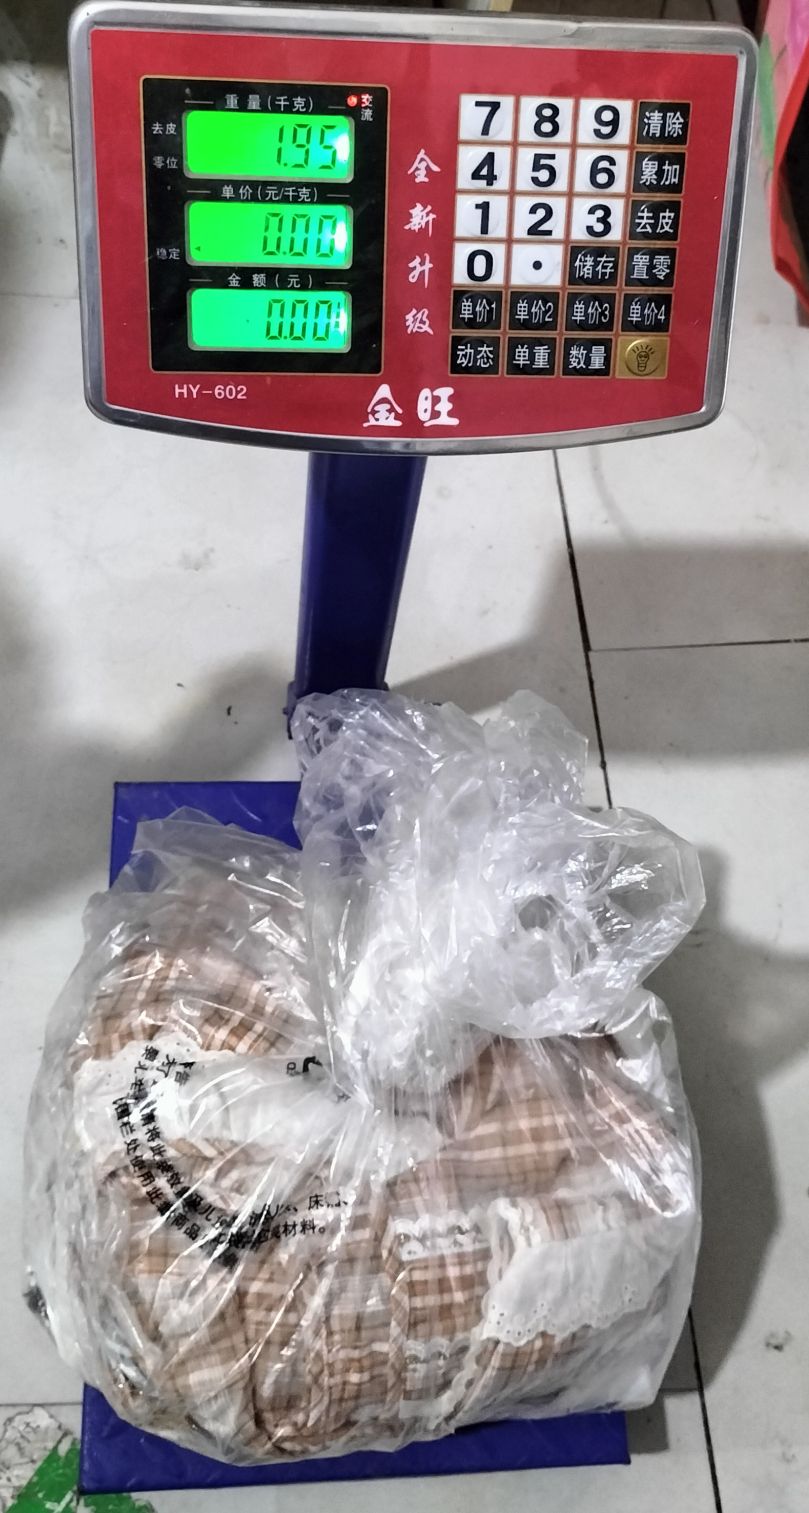 重量(千克)
交流
去皮
1.95
零位
单价(元/千克)
0.00
稳定
金额(元)
0.00
HY-602
全新升级
金旺
7 8 9 清除
4 5 6 累加
1 2 3 去皮
0 · 储存 置零
单价1 单价2 单价3 单价4
动态 单重 数量
材料。